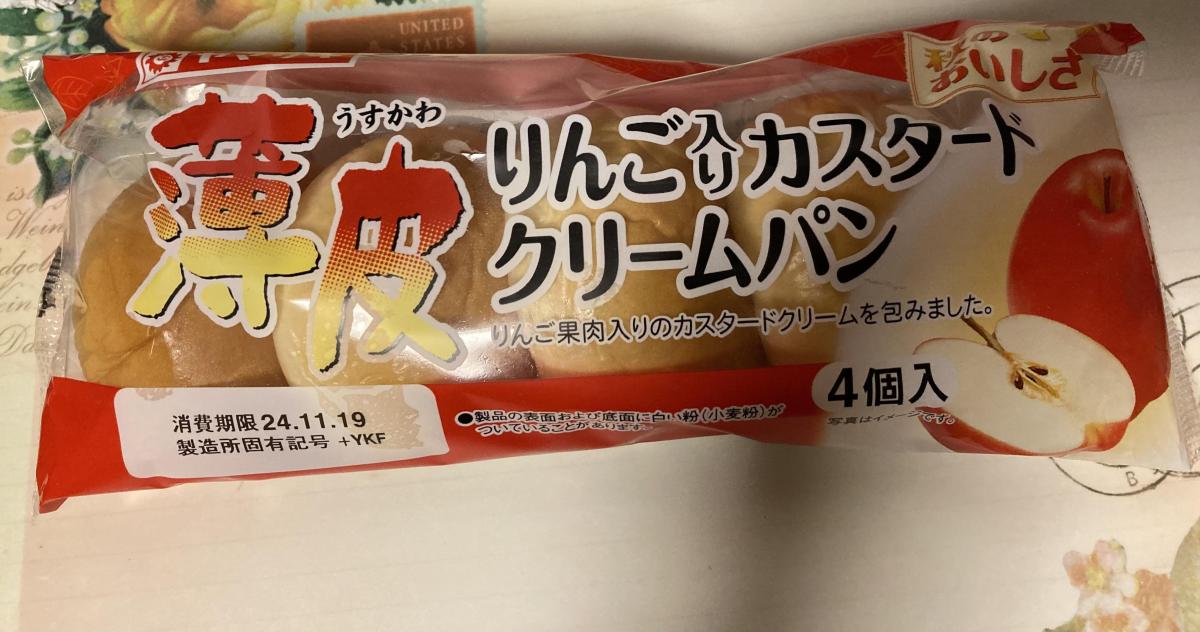 UNITED
STATES
おいしさ
うすかわ
薄皮
りんご入りカスタード
クリームパン
りんご果肉入りのカスタードクリームを包みました。
4個入
写真はイメージです。
消費期限 24.11.19
製造所固有記号 +YKF
●製品の表面および底面に白い粉(小麦粉)が
ついていることがあります。
B